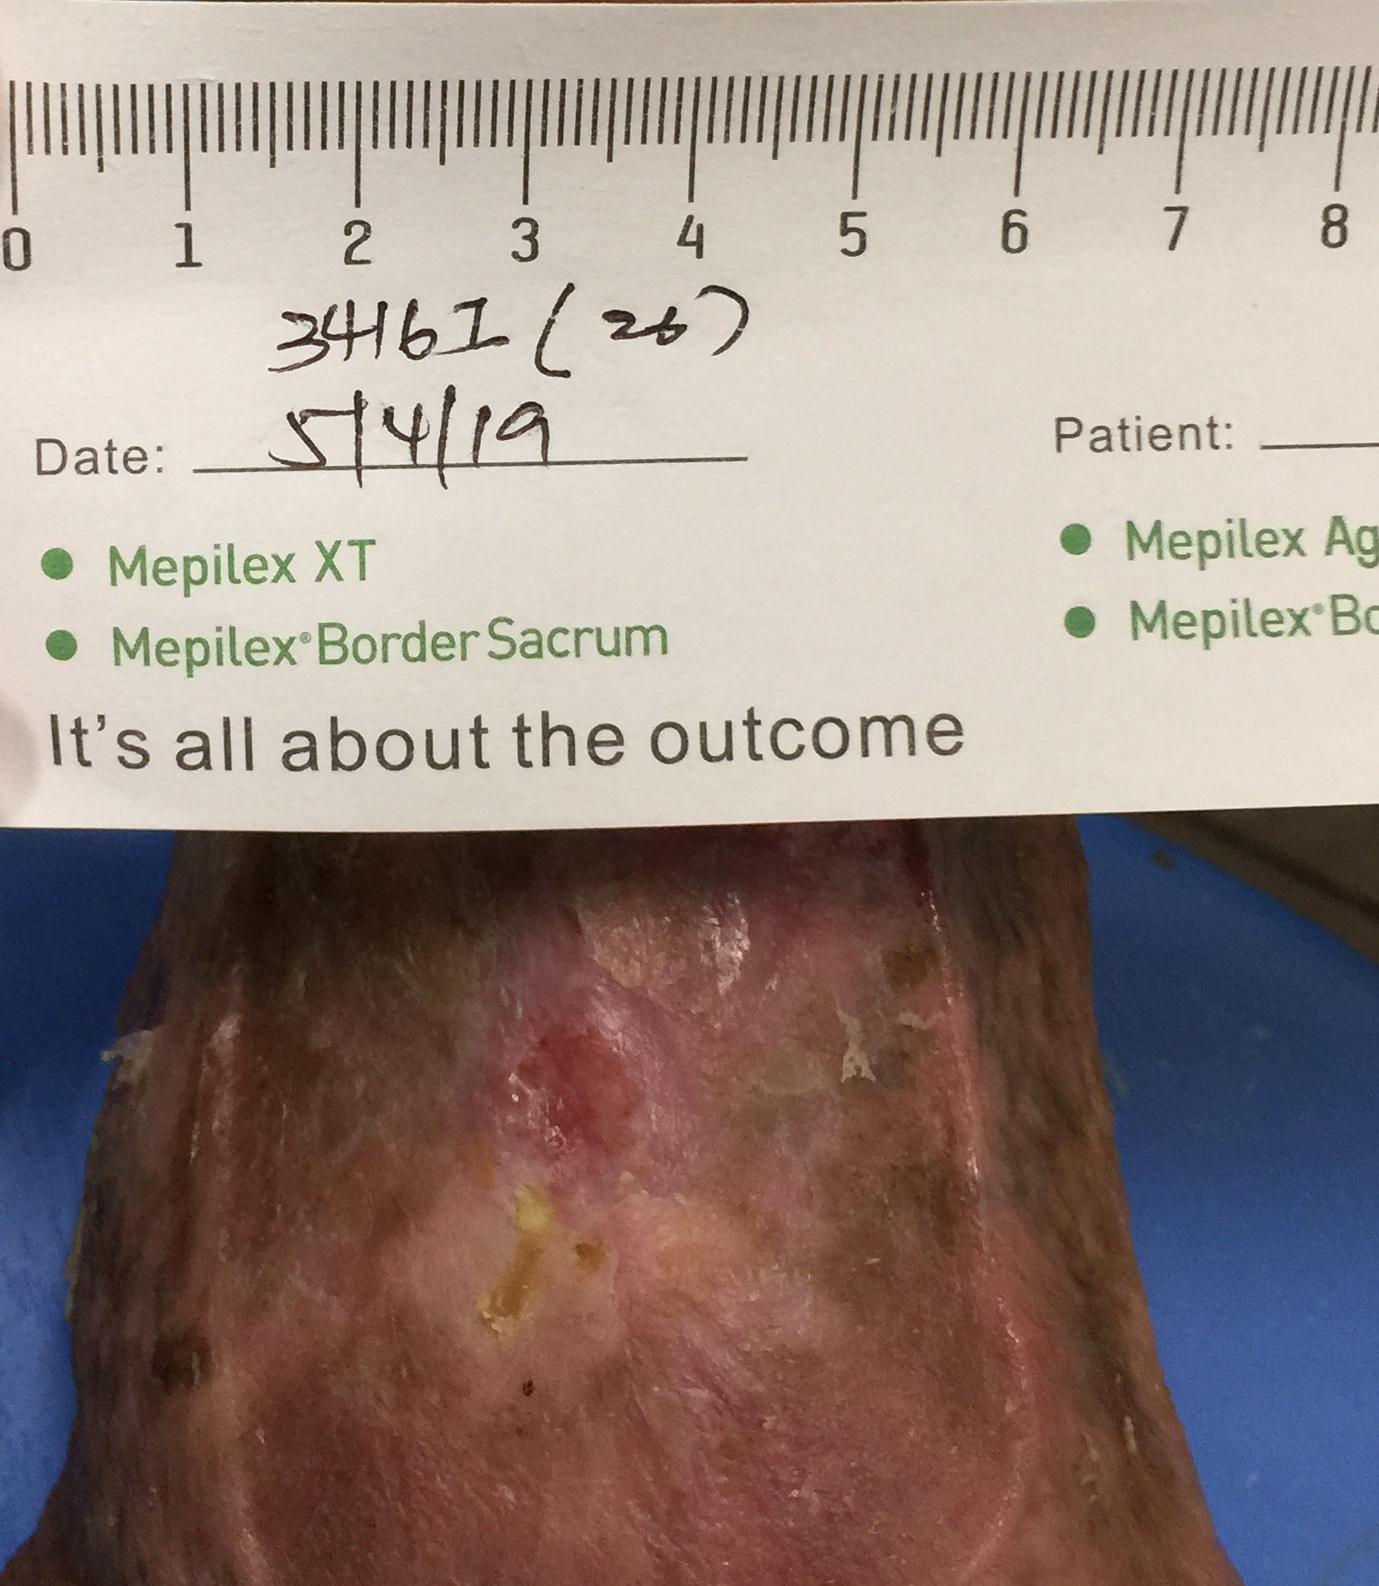 0 1 2 3 4 5 6 7 8
3416I (26)
Date: 5/4/19 Patient:
• Mepilex XT • Mepilex Ag
• Mepilex® Border Sacrum • Mepilex®
It's all about the outcome